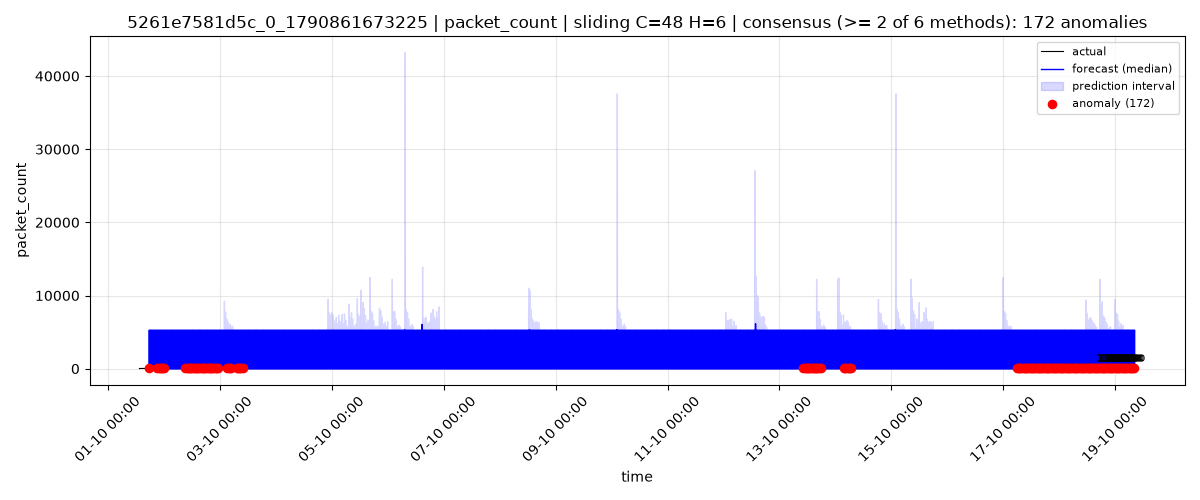 5261e7581d5c_0_1790861673225 | packet_count | sliding C=48 H=6 | consensus (>= 2 of 6 methods): 172 anomalies
actual
forecast (median)
prediction interval
anomaly (172)
packet_count
40000
30000
20000
10000
0
01-10 00:00
03-10 00:00
05-10 00:00
07-10 00:00
09-10 00:00
11-10 00:00
13-10 00:00
15-10 00:00
17-10 00:00
19-10 00:00
time